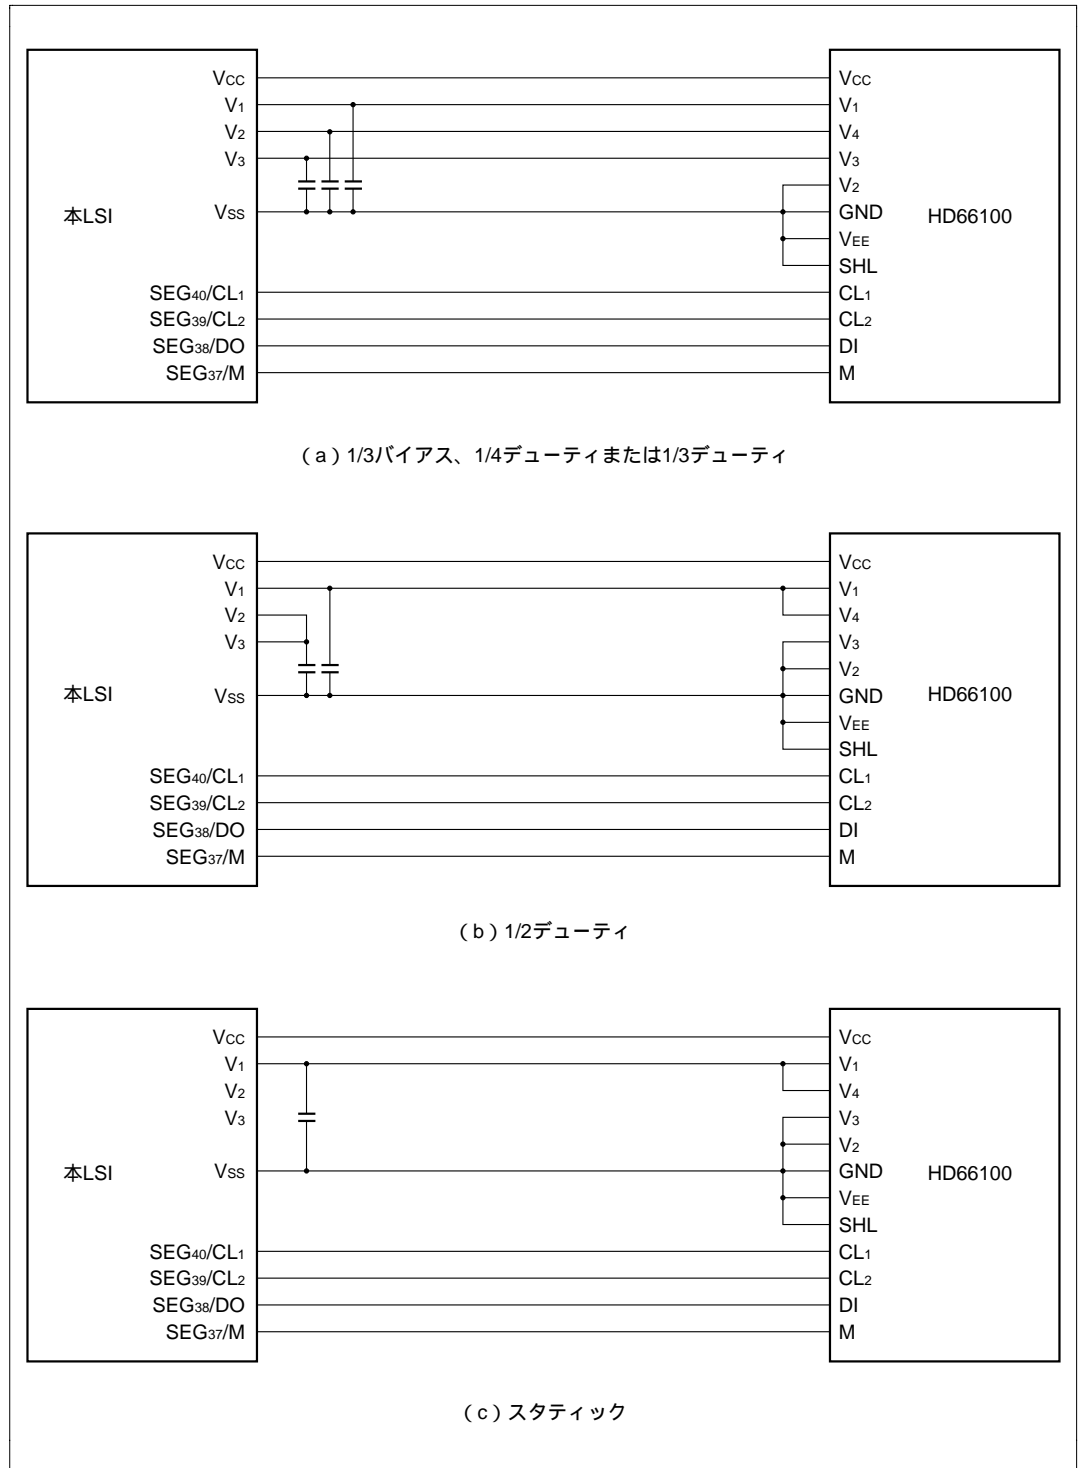 VCC
V1
V2
V3
本LSI
VSS
SEG40/CL1
SEG39/CL2
SEG38/DO
SEG37/M
VCC
V1
V4
V3
V2
GND
VEE
SHL
CL1
CL2
DI
M
HD66100
(a)1/3バイアス、1/4デューティまたは1/3デューティ
VCC
V1
V2
V3
本LSI
VSS
SEG40/CL1
SEG39/CL2
SEG38/DO
SEG37/M
VCC
V1
V4
V3
V2
GND
VEE
SHL
CL1
CL2
DI
M
HD66100
(b)1/2デューティ
VCC
V1
V2
V3
本LSI
VSS
SEG40/CL1
SEG39/CL2
SEG38/DO
SEG37/M
VCC
V1
V4
V3
V2
GND
VEE
SHL
CL1
CL2
DI
M
HD66100
(c)スタティック